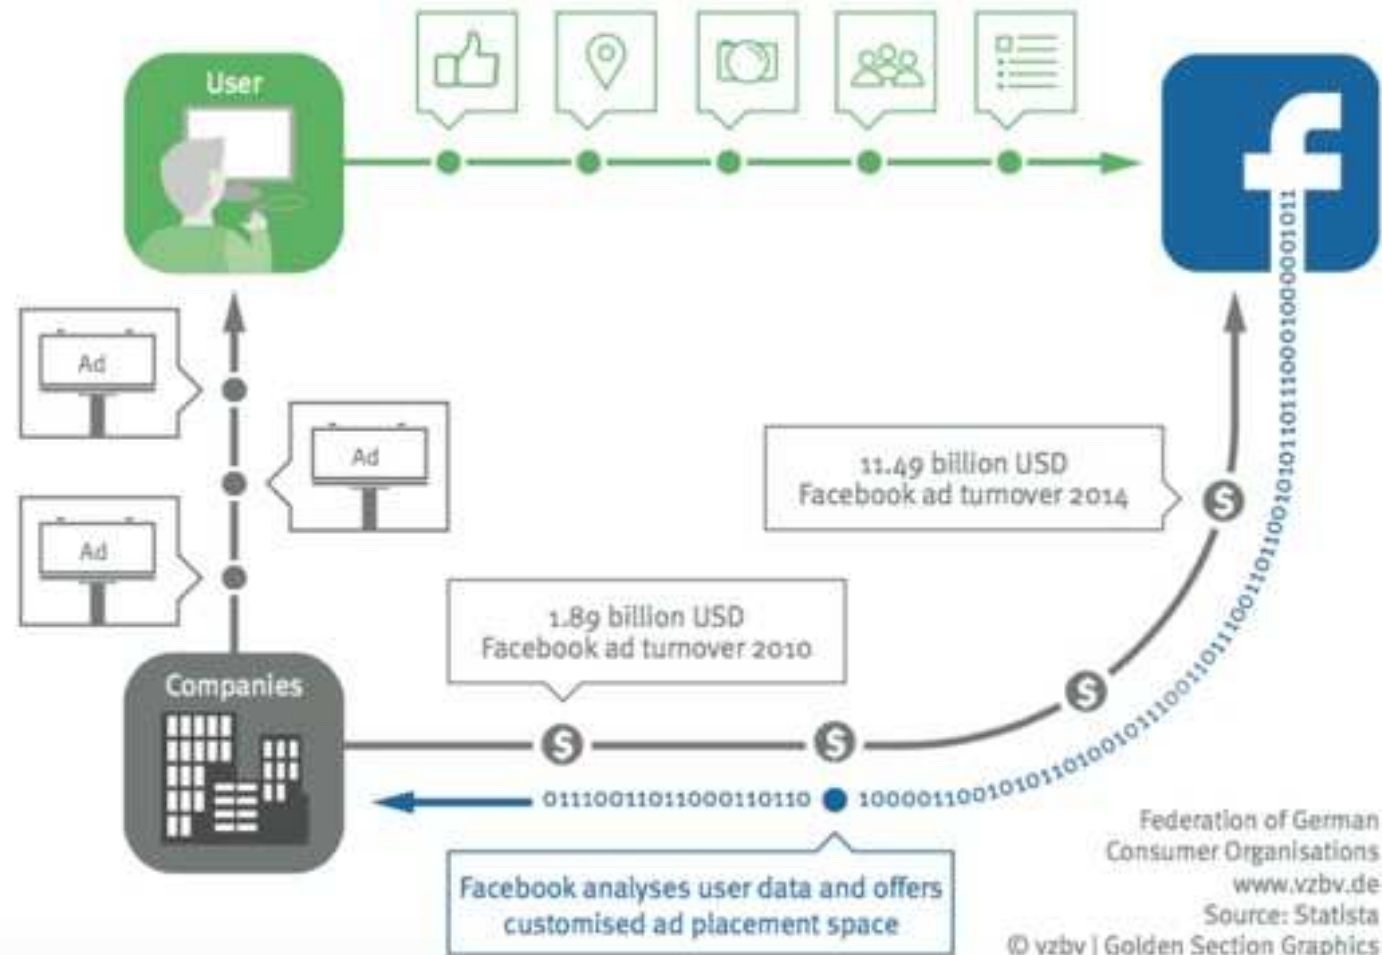 User
Ad
Ad
Ad
11.49 billion USD
Facebook ad turnover 2014
1.89 billion USD
Facebook ad turnover 2010
Companies
01110011011000110110
Facebook analyses user data and offers
customised ad placement space
Federation of German
Consumer Organisations
www.vzbv.de
Source: Statista
© vzbv | Golden Section Graphics